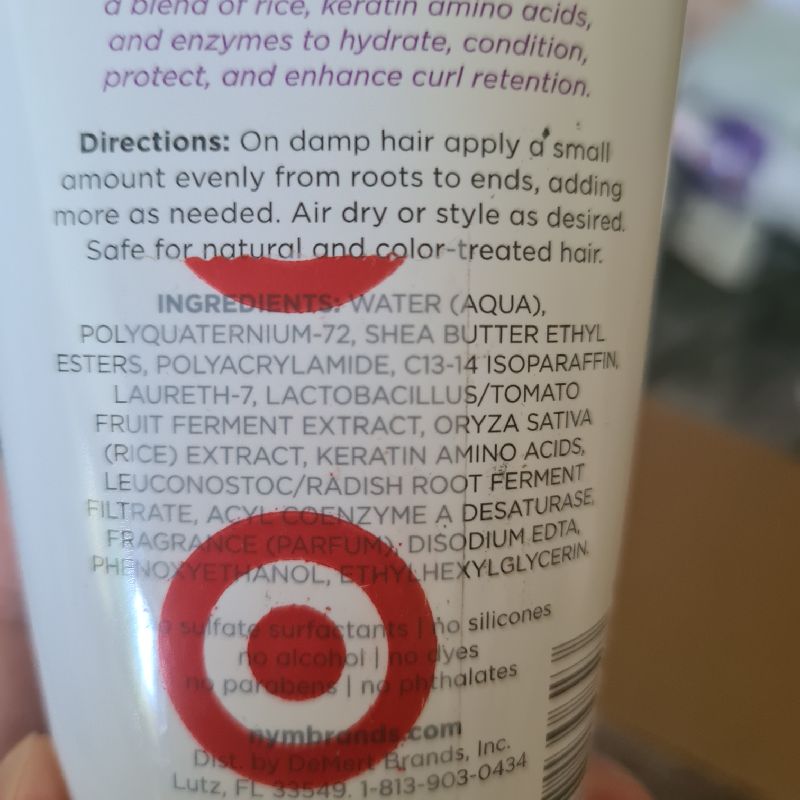 a blend of rice, keratin amino acids,
and enzymes to hydrate, condition,
protect, and enhance curl retention.
Directions: On damp hair apply a small
amount evenly from roots to ends, adding
more as needed. Air dry or style as desired.
Safe for natural and color-treated hair.
INGREDIENTS: WATER (AQUA),
POLYQUATERNIUM-72, SHEA BUTTER ETHYL
ESTERS, POLYACRYLAMIDE, C13-14 ISOPARAFFIN,
LAURETH-7, LACTOBACILLUS/TOMATO
FRUIT FERMENT EXTRACT, ORYZA SATIVA
(RICE) EXTRACT, KERATIN AMINO ACIDS,
LEUCONOSTOC/RADISH ROOT FERMENT
FILTRATE, ACYL COENZYME A DESATURASE,
FRAGRANCE (PARFUM), DISODIUM EDTA,
PHENOXYETHANOL, ETHYLHEXYLGLYCERIN.
no sulfate surfactants | no silicones
no alcohol | no dyes
no parabens | no phthalates
nymbrands.com
Dist. by DeMert Brands, Inc.
Lutz, FL 33549. 1-813-903-0434